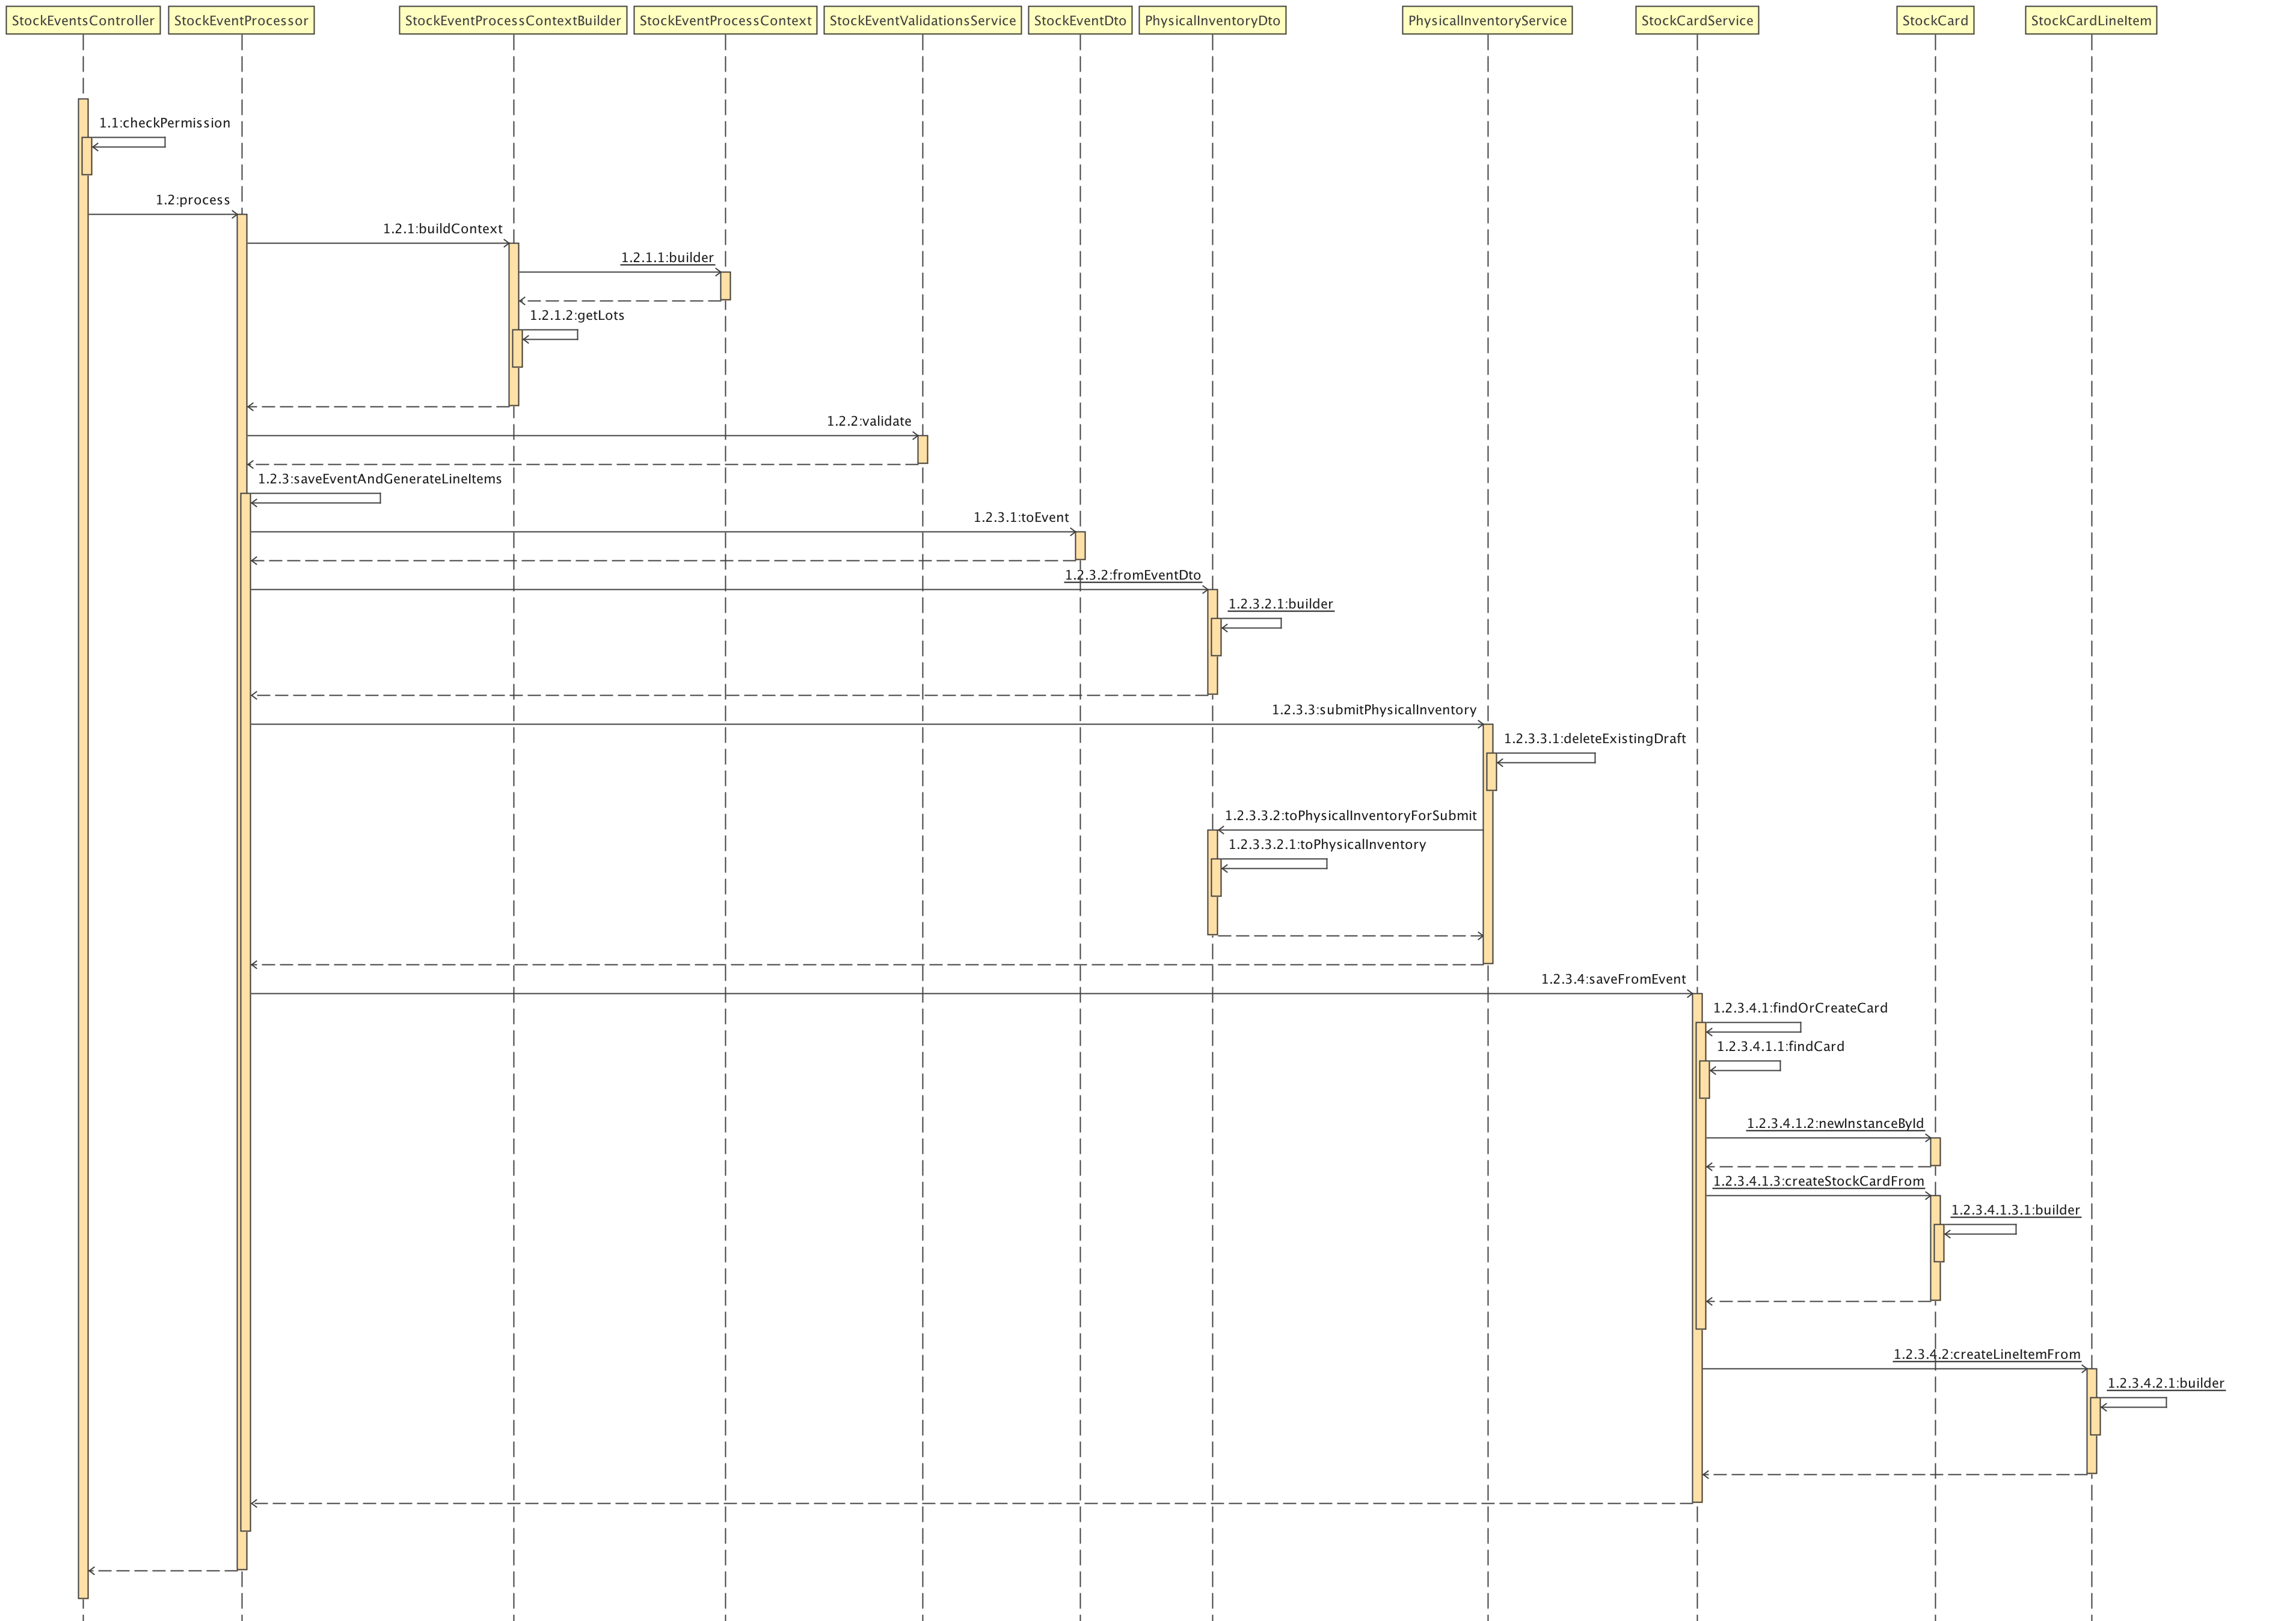 StockEventsController
StockEventProcessor
StockEventProcessContextBuilder
StockEventProcessContext
StockEventValidationsService
StockEventDto
PhysicalInventoryDto
PhysicalInventoryService
StockCardService
StockCard
StockCardLineItem
1.1:checkPermission
1.2:process
1.2.1:buildContext
1.2.1.1:builder
1.2.1.2:getLots
1.2.2:validate
1.2.3:saveEventAndGenerateLineItems
1.2.3.1:toEvent
1.2.3.2:fromEventDto
1.2.3.2.1:builder
1.2.3.3:submitPhysicalInventory
1.2.3.3.1:deleteExistingDraft
1.2.3.3.2:toPhysicalInventoryForSubmit
1.2.3.3.2.1:toPhysicalInventory
1.2.3.4:saveFromEvent
1.2.3.4.1:findOrCreateCard
1.2.3.4.1.1:findCard
1.2.3.4.1.2:newInstanceById
1.2.3.4.1.3:createStockCardFrom
1.2.3.4.1.3.1:builder
1.2.3.4.2:createLineItemFrom
1.2.3.4.2.1:builder